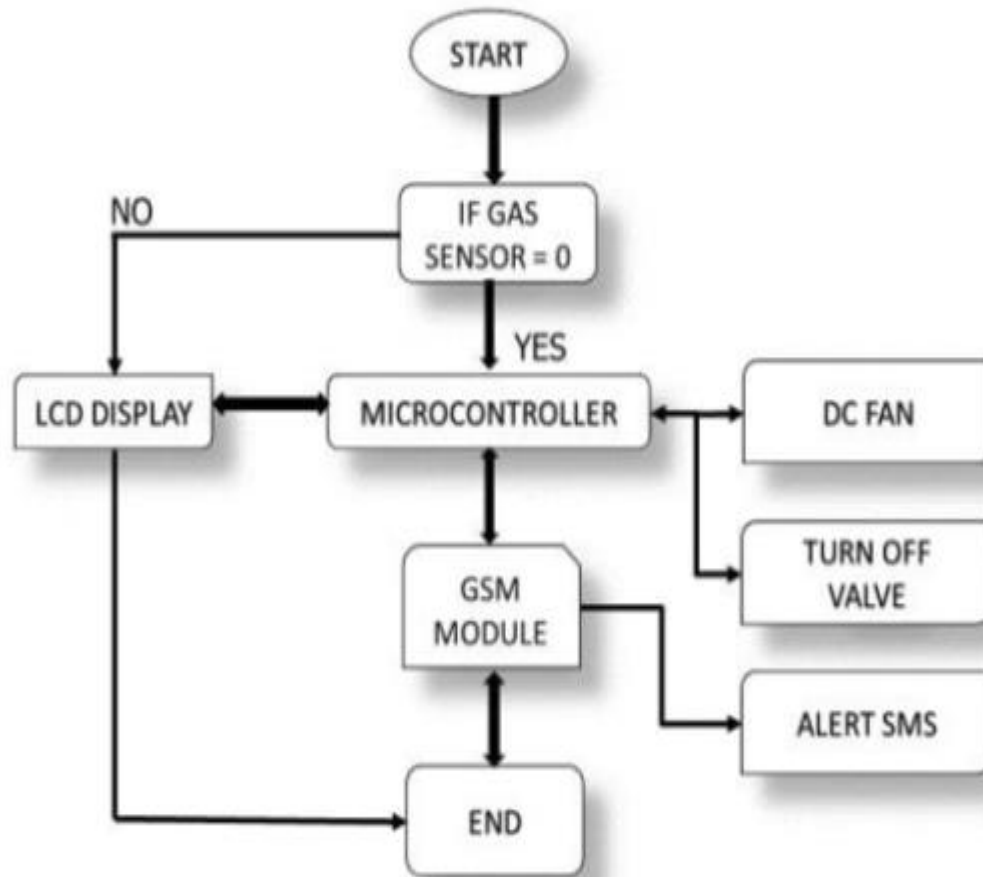 START
NO
IF GAS
SENSOR = 0
YES
LCD DISPLAY
MICROCONTROLLER
DC FAN
TURN OFF
VALVE
GSM
MODULE
ALERT SMS
END